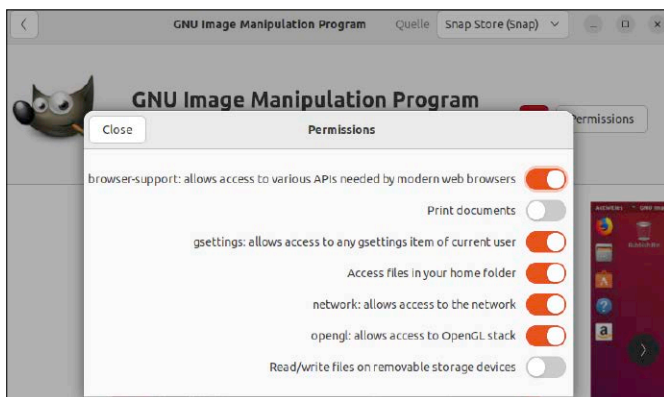 GNU Image Manipulation Program Quelle Snap Store (Snap)
GNU Image Manipulation Program
Permissions
Close Permissions
browser-support: allows access to various APIs needed by modern web browsers
Print documents
gsettings: allows access to any gsettings item of current user
Access files in your home folder
network: allows access to the network
opengl: allows access to OpenGL stack
Read/write files on removable storage devices